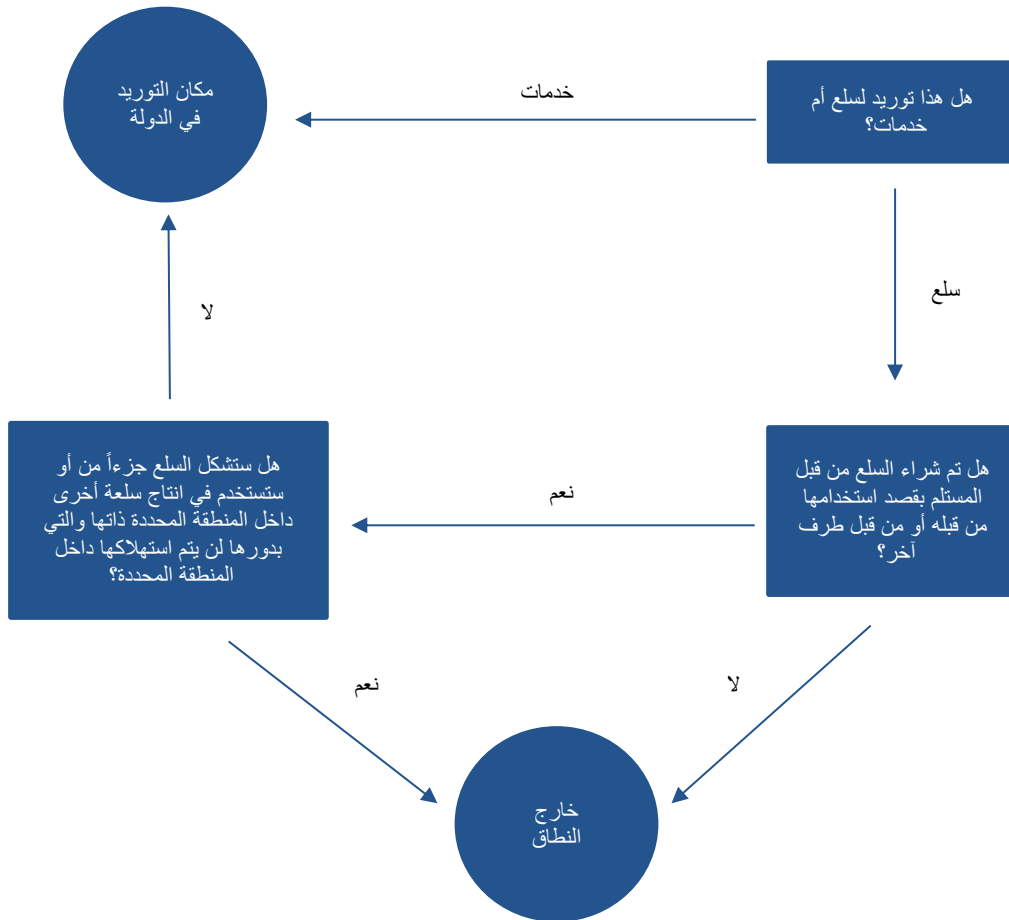 هل هذا توريد لسلع أم
خدمات؟
خدمات
مكان التوريد
في الدولة
سلع
لا
هل تم شراء السلع من قبل
المستلم بقصد استخدامها
من قبله أو من قبل طرف
آخر؟
نعم
هل ستشكل السلع جزءاً من أو
ستستخدم في انتاج سلعة أخرى
داخل المنطقة المحددة ذاتها والتي
بدورها لن يتم استهلاكها داخل
المنطقة المحددة؟
لا
نعم
خارج
النطاق